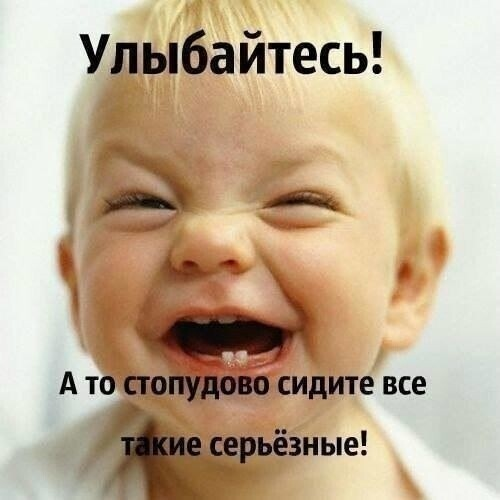 Улыбайтесь!
А то стопудово сидите все
такие серьёзные!